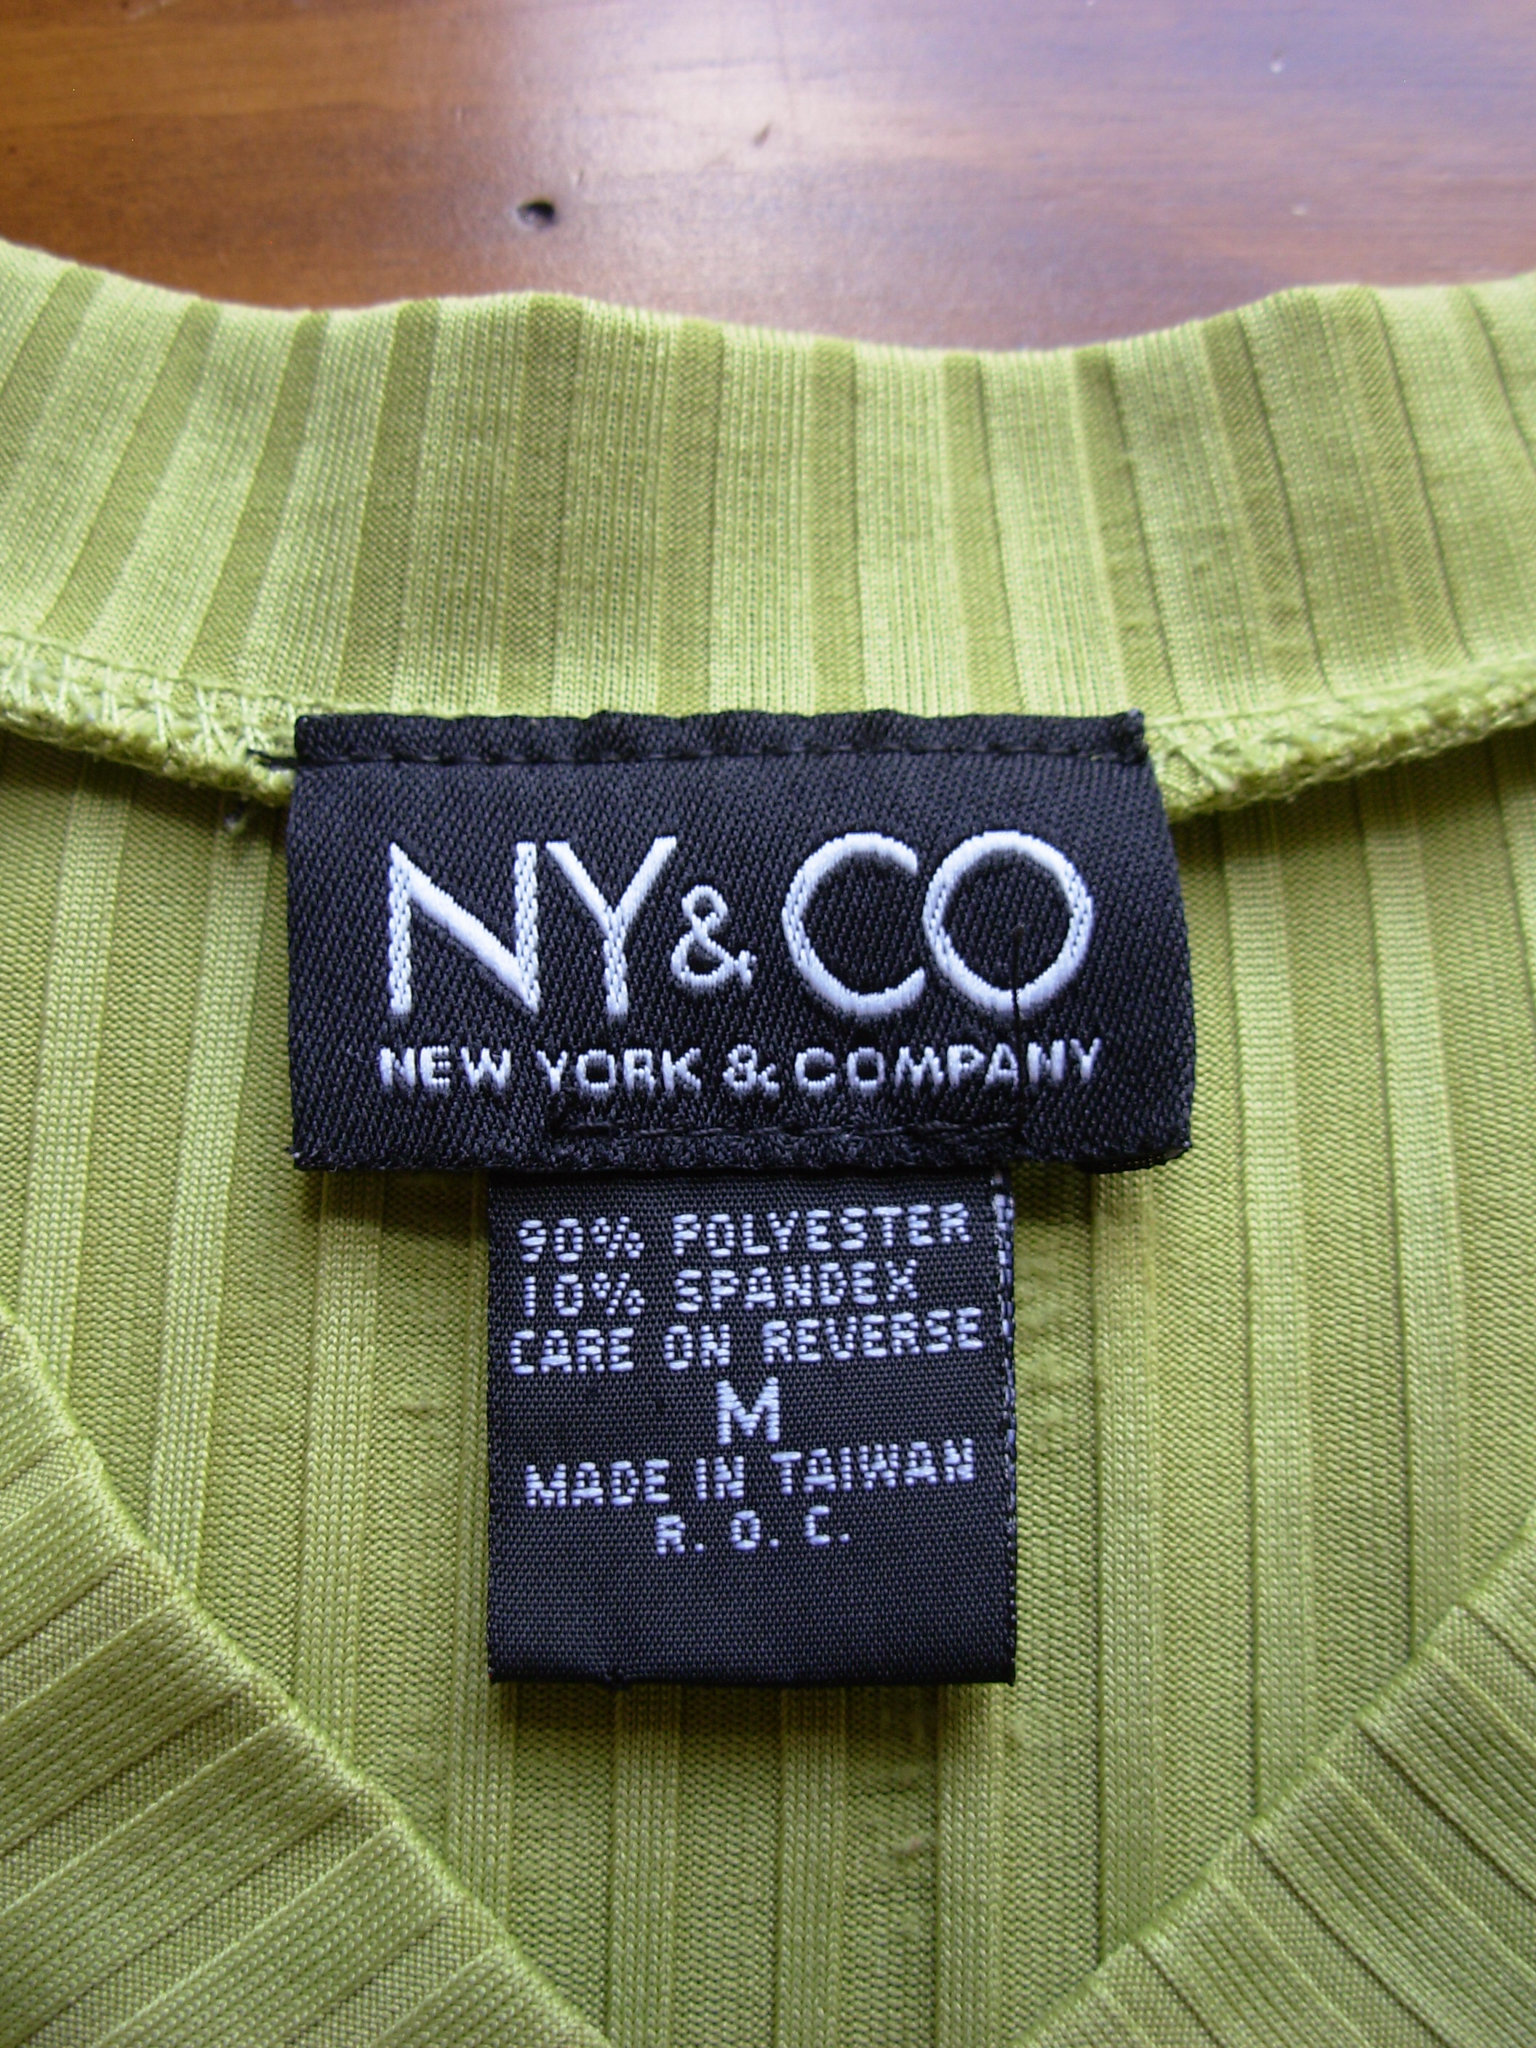 NY & CO
NEW YORK & COMPANY
90% POLYESTER
10% SPANDEX
CARE ON REVERSE
M
MADE IN TAIWAN
R. O. C.